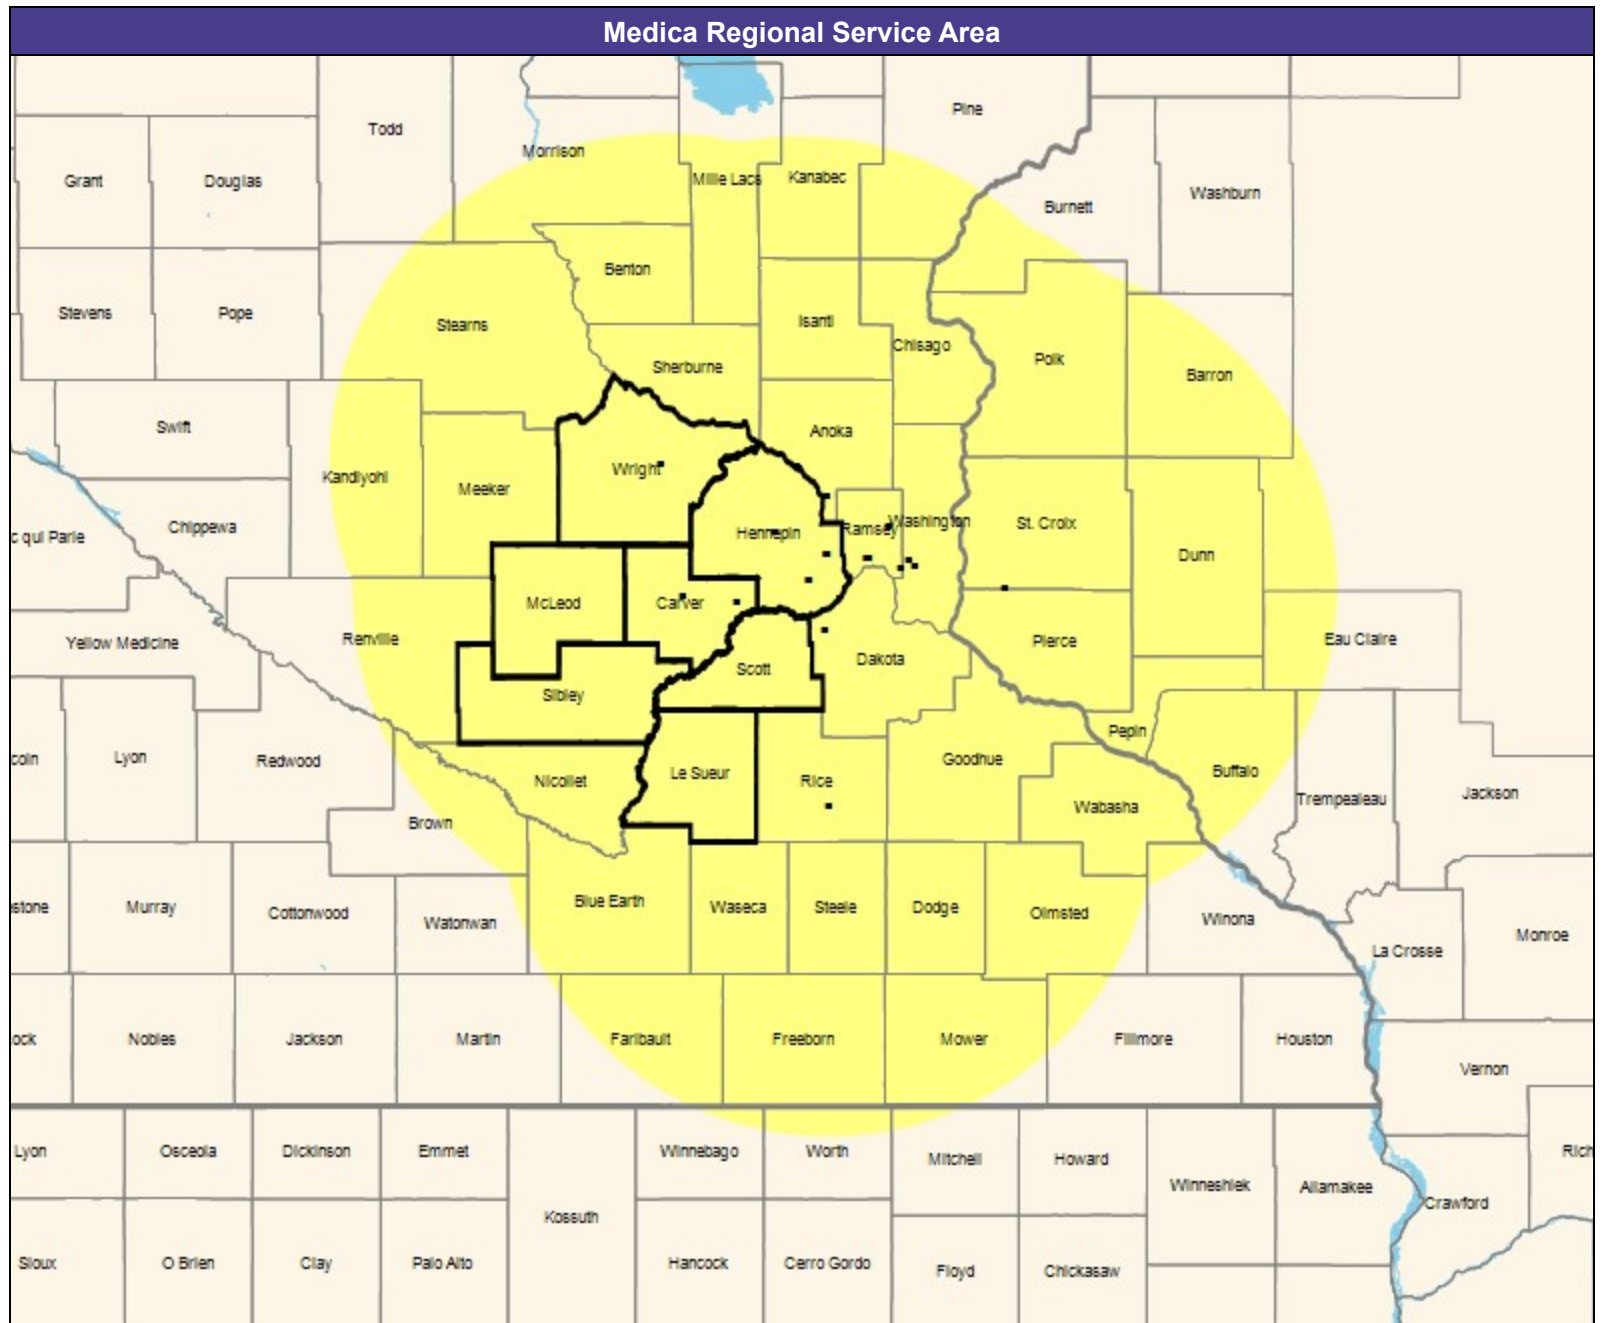 Medica Regional Service Area
Pine
Todd
Morrison
Grant
Douglas
Mille Lacs
Kanabec
Washburn
Burnett
Benton
Stevens
Pope
Stearns
Isanti
Chisago
Polk
Barron
Sherburne
Swift
Anoka
Wright
Kandiyohi
Meeker
Chippewa
Hennepin
Ramsey
Washington
St. Croix
c qui Parle
Dunn
McLeod
Carver
Yellow Medicine
Renville
Scott
Dakota
Pierce
Eau Claire
Sibley
Pepin
coln
Lyon
Redwood
Nicollet
Le Sueur
Rice
Goodhue
Buffalo
Trempealeau
Jackson
Wabasha
Brown
stone
Murray
Cottonwood
Watonwan
Blue Earth
Waseca
Steele
Dodge
Olmsted
Winona
La Crosse
Monroe
ock
Nobles
Jackson
Martin
Faribault
Freeborn
Mower
Fillmore
Houston
Vernon
Lyon
Osceola
Dickinson
Emmet
Winnebago
Worth
Mitchell
Howard
Rich
Winneshiek
Allamakee
Crawford
Kossuth
Sioux
O Brien
Clay
Palo Alto
Hancock
Cerro Gordo
Floyd
Chickasaw